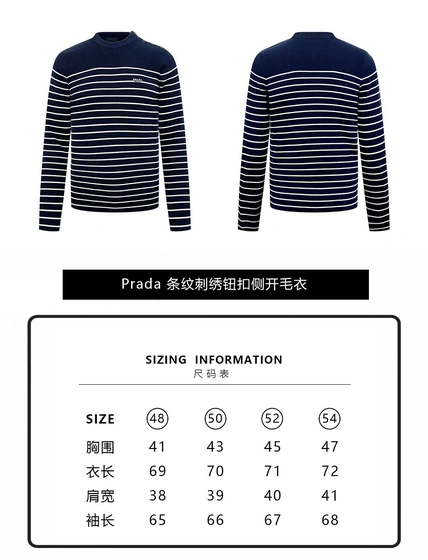 PRADA
Prada 条纹刺绣钮扣侧开毛衣
SIZING INFORMATION
尺码表
SIZE 48 50 52 54
胸围 41 43 45 47
衣长 69 70 71 72
肩宽 38 39 40 41
袖长 65 66 67 68